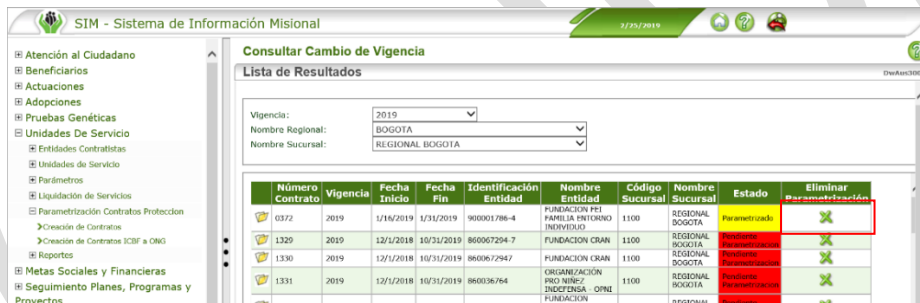 SIM - Sistema de Información Misional
2/25/2019
Atención al Ciudadano
Beneficiarios
Actuaciones
Adopciones
Pruebas Genéticas
Unidades De Servicio
Entidades Contratistas
Unidades de Servicio
Parámetros
Liquidación de Servicios
Parametrización Contratos Proteccion
Creación de Contratos
Creación de Contratos ICBF a ONG
Reportes
Metas Sociales y Financieras
Seguimiento Planes, Programas y
Proyectos
Consultar Cambio de Vigencia
Lista de Resultados
Vigencia: 2019
Nombre Regional: BOGOTA
Nombre Sucursal: REGIONAL BOGOTA
Número Contrato Vigencia Fecha Inicio Fecha Fin Identificación Entidad Nombre Entidad Código Sucursal Nombre Sucursal Estado Eliminar Parametrización
0372 2019 1/16/2019 1/31/2019 900001786-4 FUNDACION FEI FAMILIA ENTORNO INDIVIDUO 1100 REGIONAL BOGOTA Parametrizado
1329 2019 12/1/2018 10/31/2019 860067294-7 FUNDACION CRAN 1100 REGIONAL BOGOTA Pendiente Parametrizacion
1330 2019 12/1/2018 10/31/2019 8600672947 FUNDACION CRAN 1100 REGIONAL BOGOTA Pendiente Parametrizacion
1331 2019 12/1/2018 10/31/2019 860036764 ORGANIZACIÓN PRO NIÑEZ INDEFENSA - OPNI 1100 REGIONAL BOGOTA Pendiente Parametrizacion
FUNDACION REGIONAL